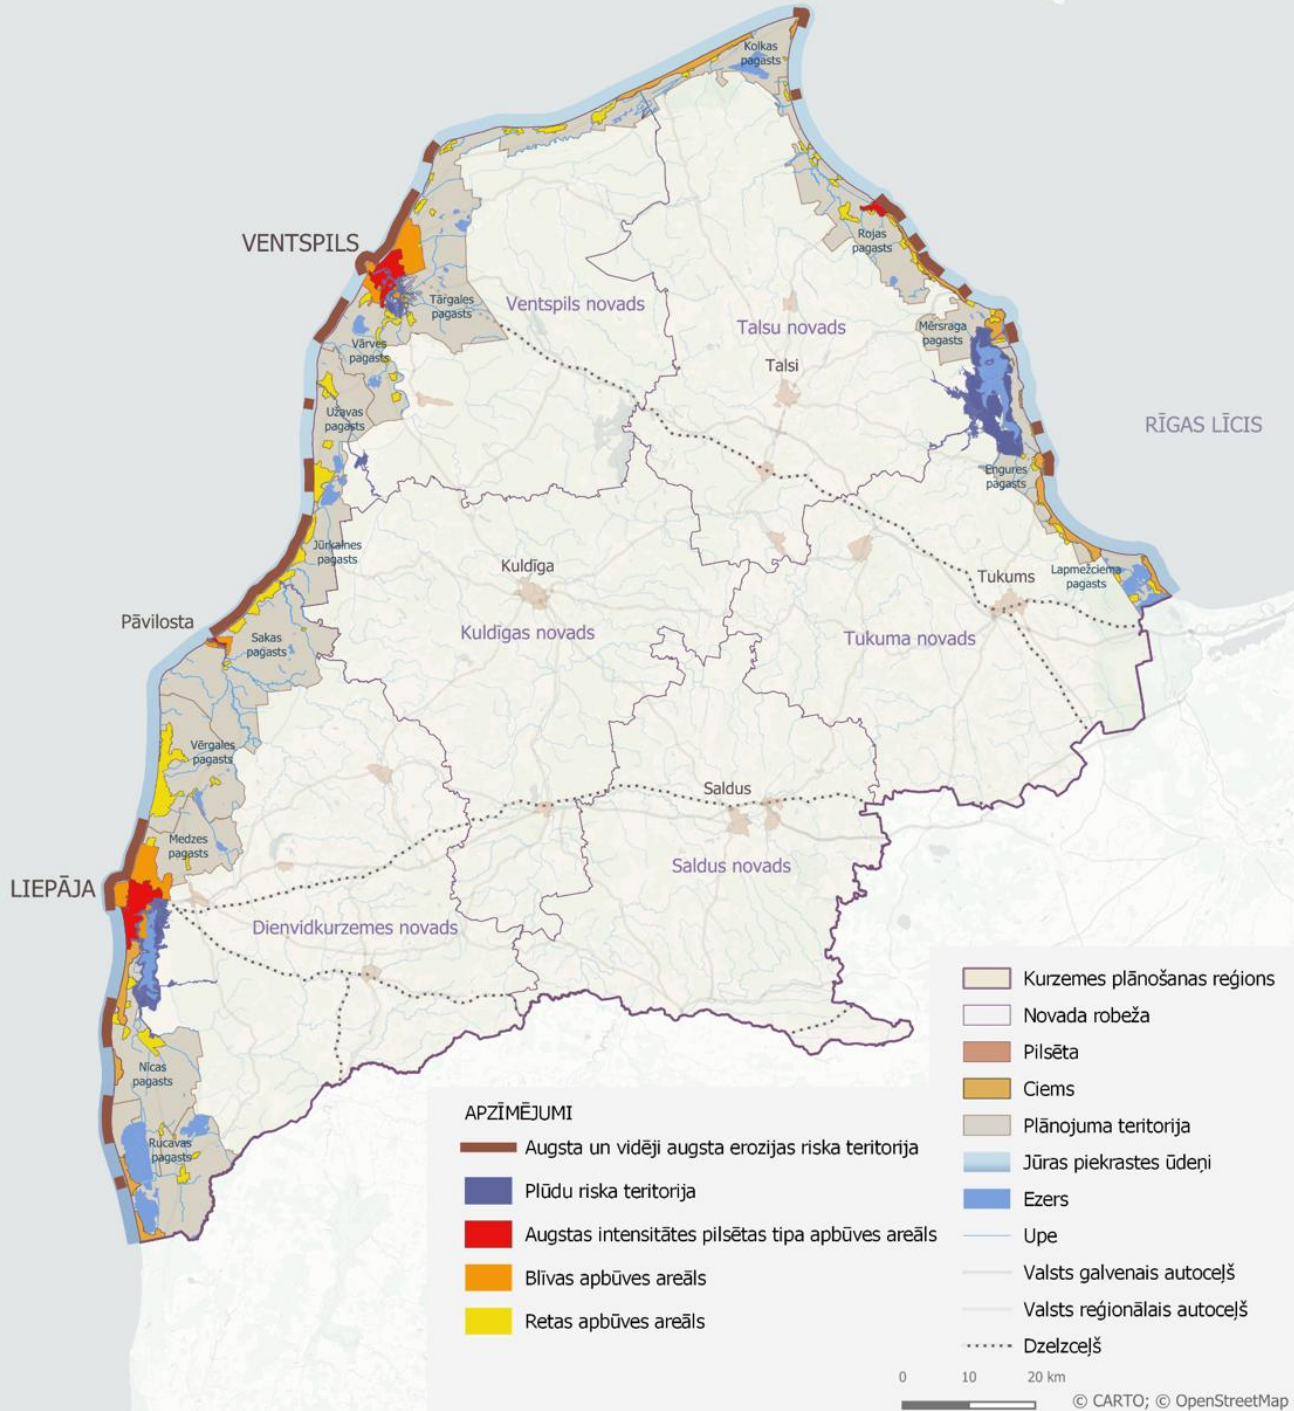 Kolkas
pagasts
VENTSPILS
Rojas
pagasts
Tārgales
pagasts
Ventspils novads
Talsu novads
Mērsraga
pagasts
Vārves
pagasts
Talsi
Užavas
pagasts
RĪGAS LĪCIS
Engures
pagasts
Jūrkalnes
pagasts
Kuldīga
Lapmežciema
pagasts
Tukums
Pāvilosta
Sakas
pagasts
Kuldīgas novads
Tukuma novads
Vērgales
pagasts
Saldus
Medzes
pagasts
Saldus novads
LIEPĀJA
Dienvidkurzemes novads
Nīcas
pagasts
Rucavas
pagasts
APZĪMĒJUMI
Augsta un vidēji augsta erozijas riska teritorija
Plūdu riska teritorija
Augstas intensitātes pilsētas tipa apbūves areāls
Blīvas apbūves areāls
Retas apbūves areāls
Kurzemes plānošanas reģions
Novada robeža
Pilsēta
Ciems
Plānojuma teritorija
Jūras piekrastes ūdeņi
Ezers
Upe
Valsts galvenais autoceļš
Valsts reģionālais autoceļš
Dzelzceļš
0 10 20 km
© CARTO; © OpenStreetMap